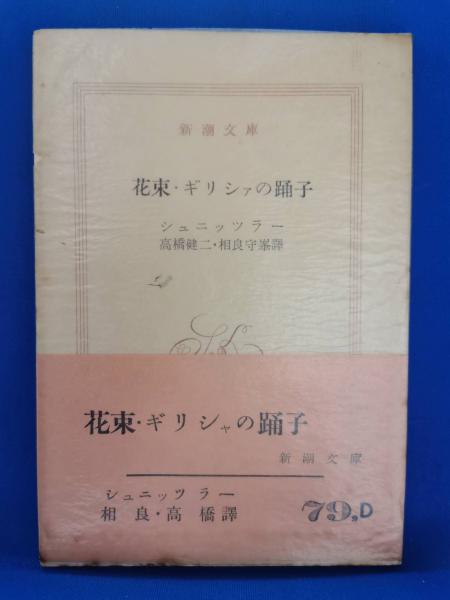 新潮文庫
花束・ギリシァの踊子
シュニッツラー
高橋健二・相良守峯譯
花束・ギリシャの踊子
新潮文庫
シュニッツラー
相良・高橋譯
79,D